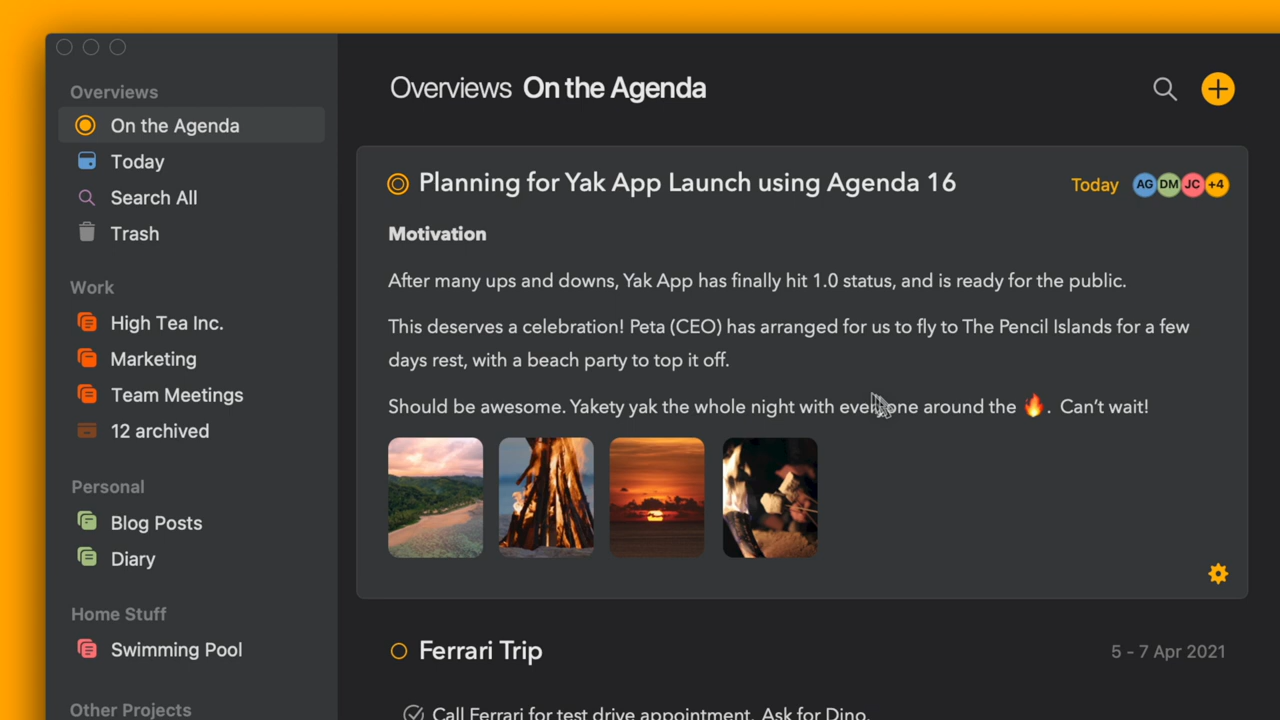 Overviews
On the Agenda
Today
Search All
Trash
Work
High Tea Inc.
Marketing
Team Meetings
12 archived
Personal
Blog Posts
Diary
Home Stuff
Swimming Pool
Other Projects
Overviews On the Agenda
Planning for Yak App Launch using Agenda 16
Today AG DM JC +4
Motivation
After many ups and downs, Yak App has finally hit 1.0 status, and is ready for the public.
This deserves a celebration! Peta (CEO) has arranged for us to fly to The Pencil Islands for a few
days rest, with a beach party to top it off.
Should be awesome. Yakety yak the whole night with everyone around the 🔥. Can’t wait!
Ferrari Trip
5 - 7 Apr 2021
Call Ferrari for test drive appointment. Ask for Dino.